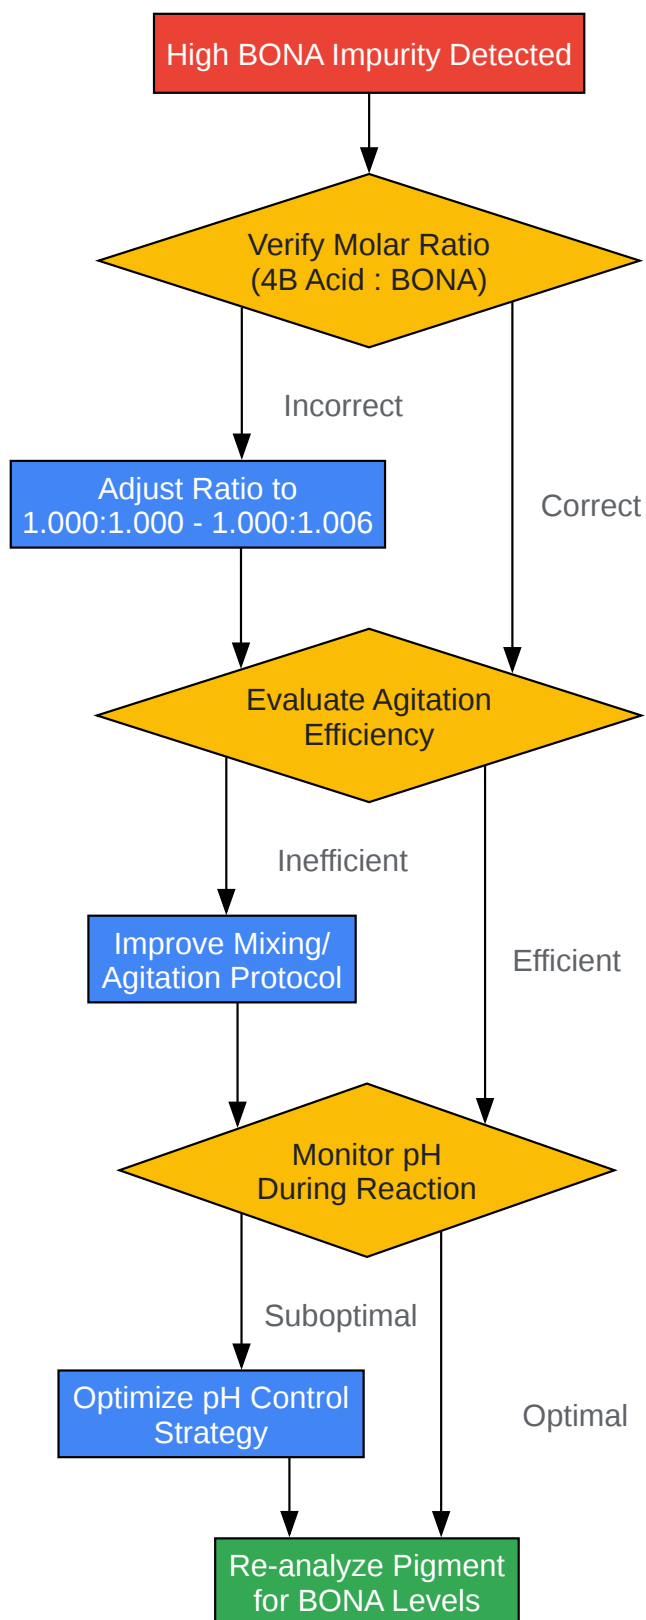 High BONA Impurity Detected
Verify Molar Ratio
(4B Acid : BONA)
Incorrect
Adjust Ratio to
1.000:1.000 - 1.000:1.006
Correct
Evaluate Agitation
Efficiency
Inefficient
Improve Mixing/
Agitation Protocol
Efficient
Monitor pH
During Reaction
Suboptimal
Optimize pH Control
Strategy
Optimal
Re-analyze Pigment
for BONA Levels